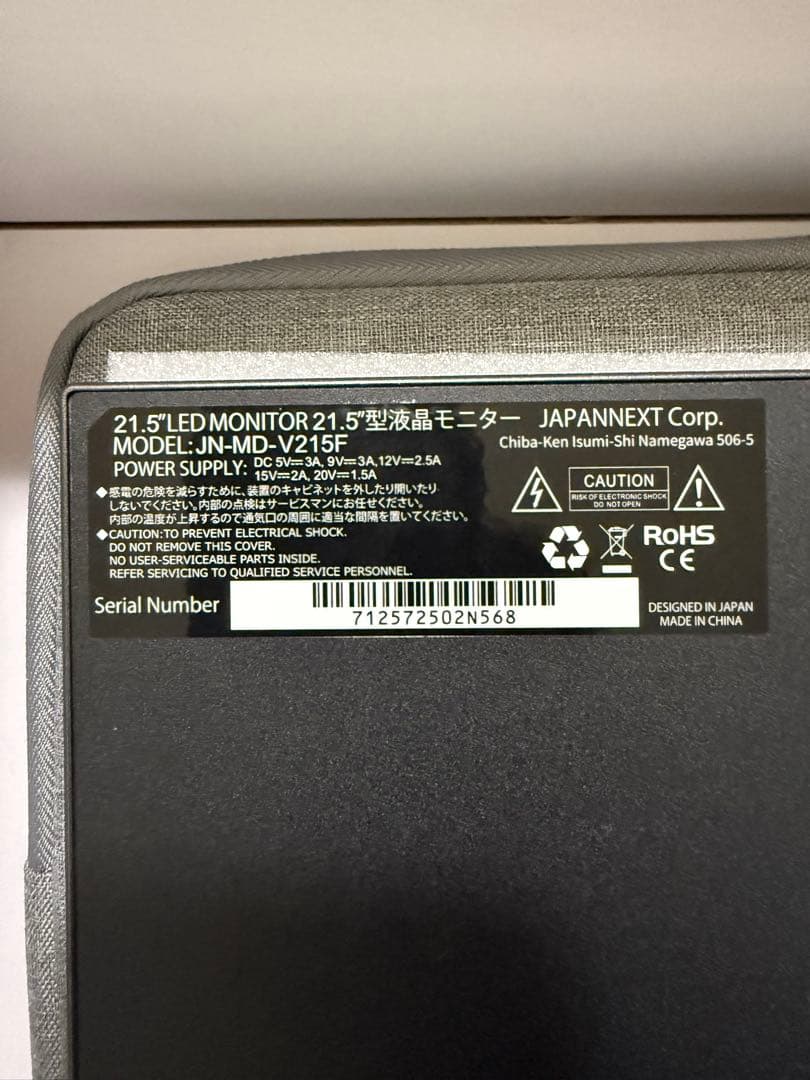 21.5"LED MONITOR 21.5"型液晶モニター JAPANNEXT Corp.
MODEL: JN-MD-V215F
Chiba-Ken Isumi-Shi Namegawa 506-5
POWER SUPPLY: DC 5V⎓3A, 9V⎓3A,12V⎓2.5A
15V⎓2A, 20V⎓1.5A
◆感電の危険を減らすために、装置のキャビネットを外したり開いたり
しないでください。内部の点検はサービスマンにお任せください。
内部の温度が上昇するので通気口の周囲に適当な間隔を置いてください。
◆CAUTION:TO PREVENT ELECTRICAL SHOCK.
DO NOT REMOVE THIS COVER.
NO USER-SERVICEABLE PARTS INSIDE.
REFER SERVICING TO QUALIFIED SERVICE PERSONNEL.
CAUTION
RISK OF ELECTRONIC SHOCK
DO NOT OPEN
RoHS
CE
Serial Number
712572502N568
DESIGNED IN JAPAN
MADE IN CHINA